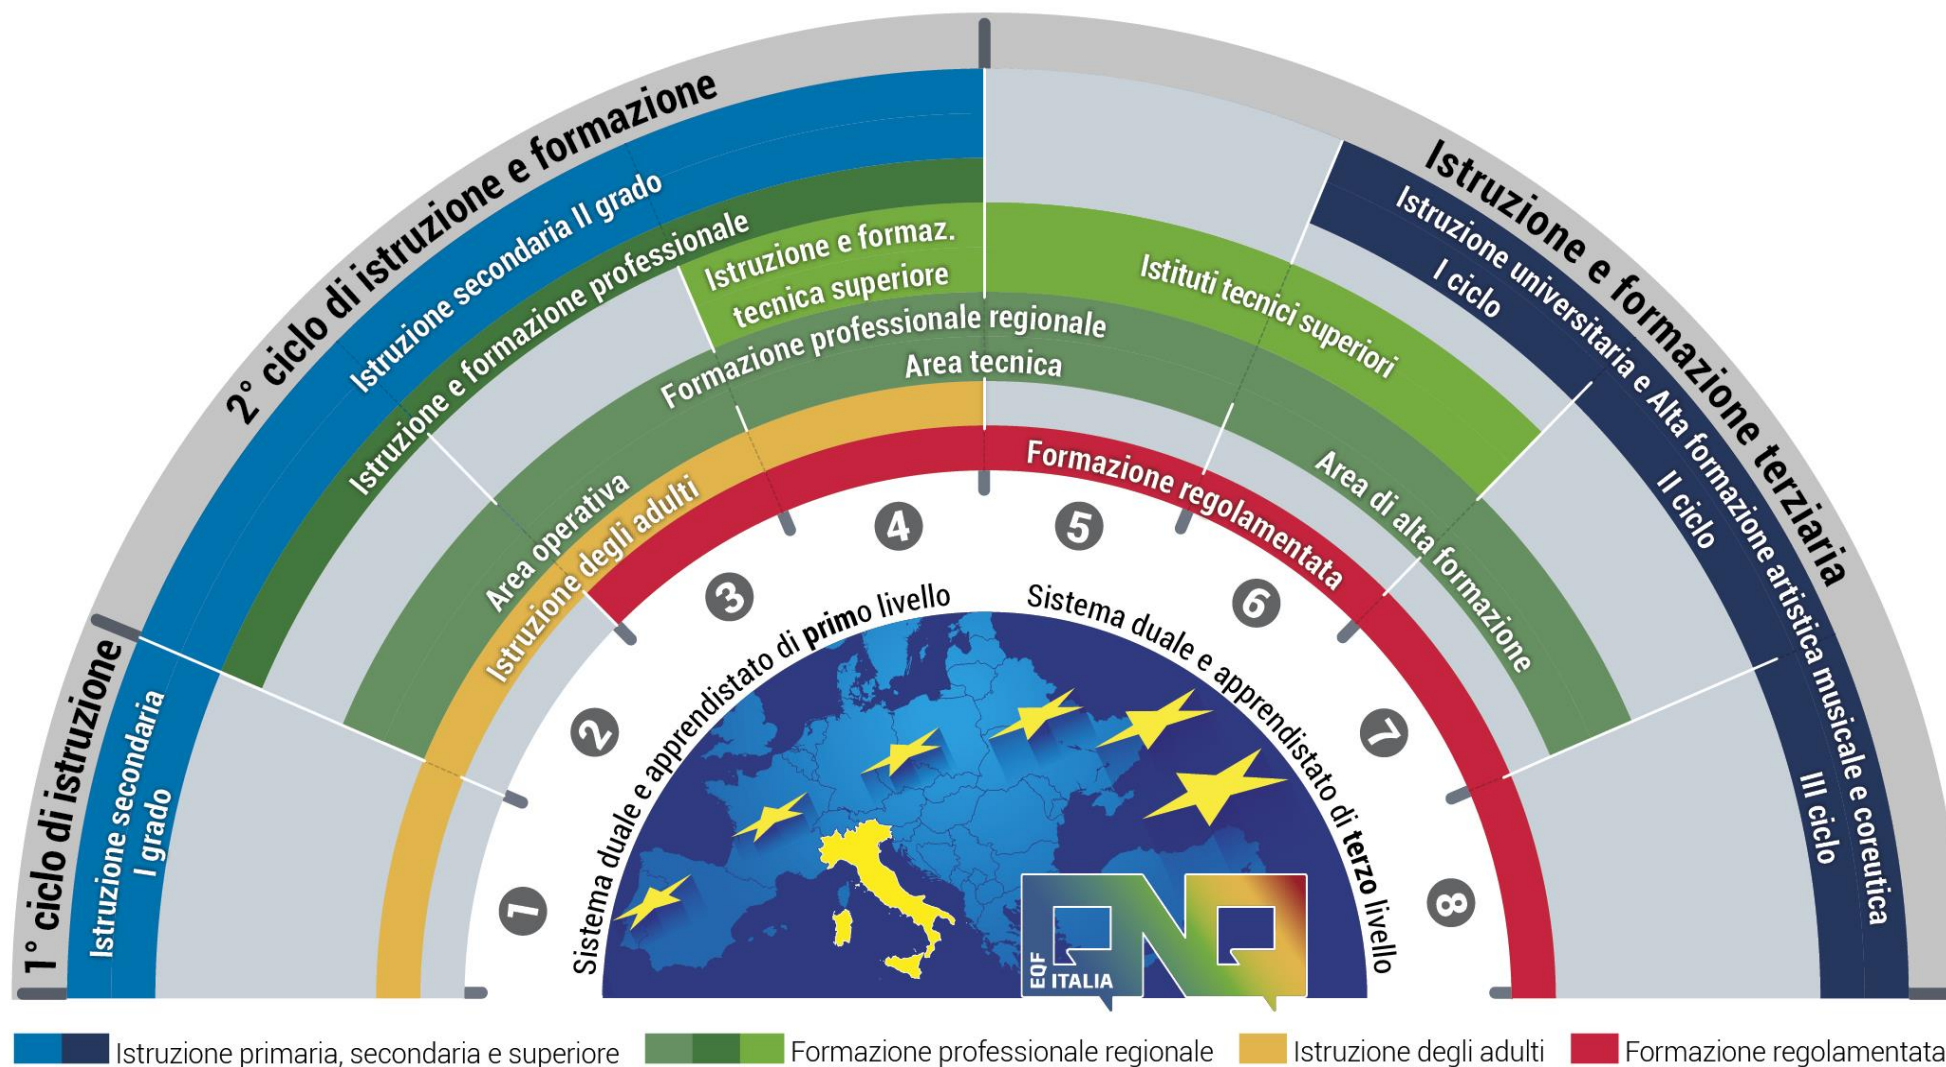 1° ciclo di istruzione
2° ciclo di istruzione e formazione
Istruzione e formazione terziaria
Istruzione secondaria
I grado
Istruzione secondaria II grado
Istruzione e formazione professionale
Istruzione e formaz.
tecnica superiore
Istituti tecnici superiori
Formazione professionale regionale
Area operativa
Area tecnica
Area di alta formazione
Istruzione degli adulti
Formazione regolamentata
Istruzione universitaria e Alta formazione artistica musicale e coreutica
I ciclo
II ciclo
III ciclo
1
2
3
4
5
6
7
8
Sistema duale e apprendistato di primo livello
Sistema duale e apprendistato di terzo livello
EQF
ITALIA
QNQ
Istruzione primaria, secondaria e superiore
Formazione professionale regionale
Istruzione degli adulti
Formazione regolamentata